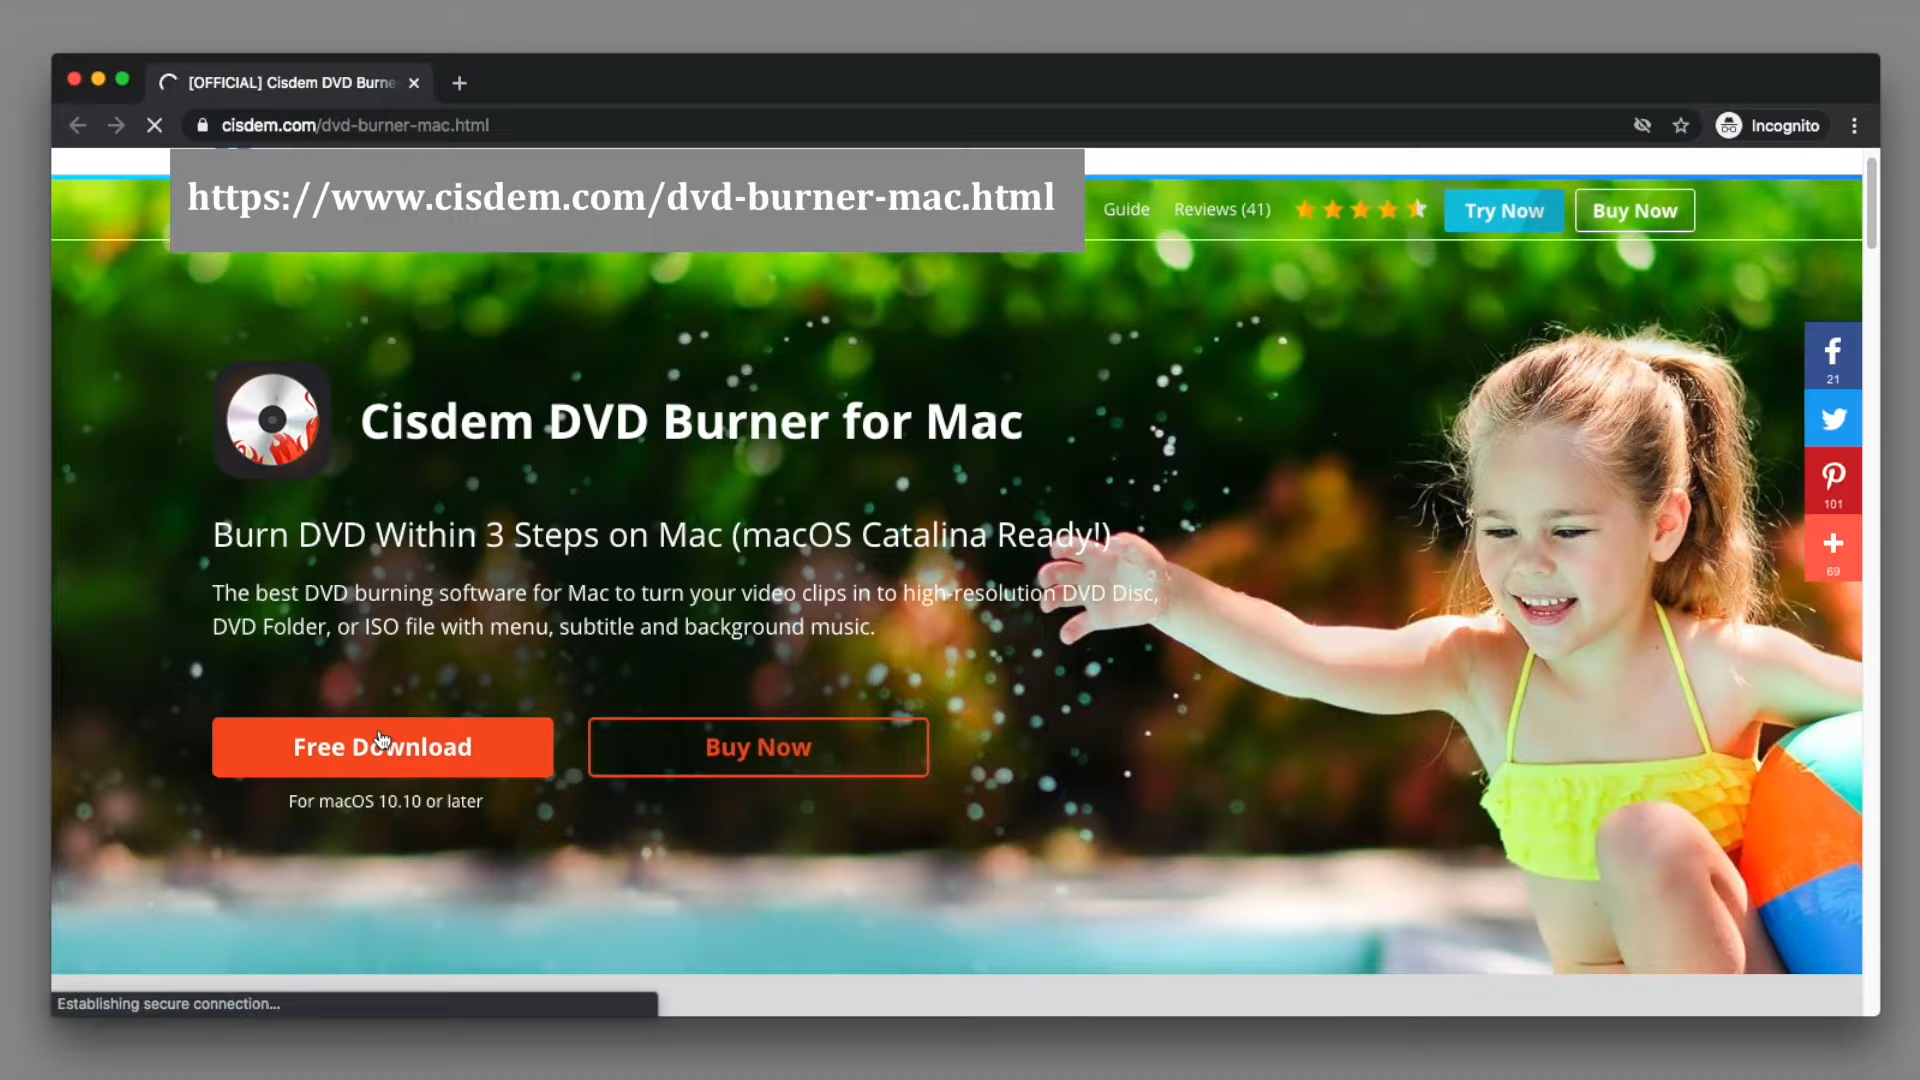 [OFFICIAL] Cisdem DVD Burne
cisdem.com/dvd-burner-mac.html
Incognito
https://www.cisdem.com/dvd-burner-mac.html
Guide
Reviews (41)
Try Now
Buy Now
Cisdem DVD Burner for Mac
Burn DVD Within 3 Steps on Mac (macOS Catalina Ready!)
The best DVD burning software for Mac to turn your video clips in to high-resolution DVD Disc,
DVD Folder, or ISO file with menu, subtitle and background music.
Free Download
Buy Now
For macOS 10.10 or later
21
101
69
Establishing secure connection...